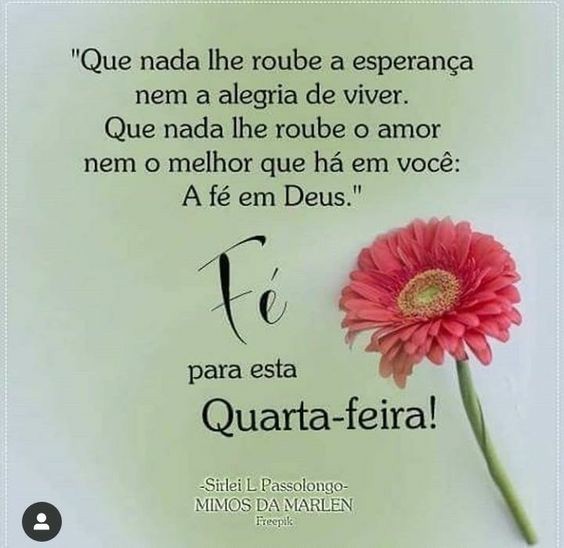 "Que nada lhe roube a esperança
nem a alegria de viver.
Que nada lhe roube o amor
nem o melhor que há em você:
A fé em Deus."
Fé
para esta
Quarta-feira!
-Sirlei L. Passolongo-
MIMOS DA MARLEN
Freepik